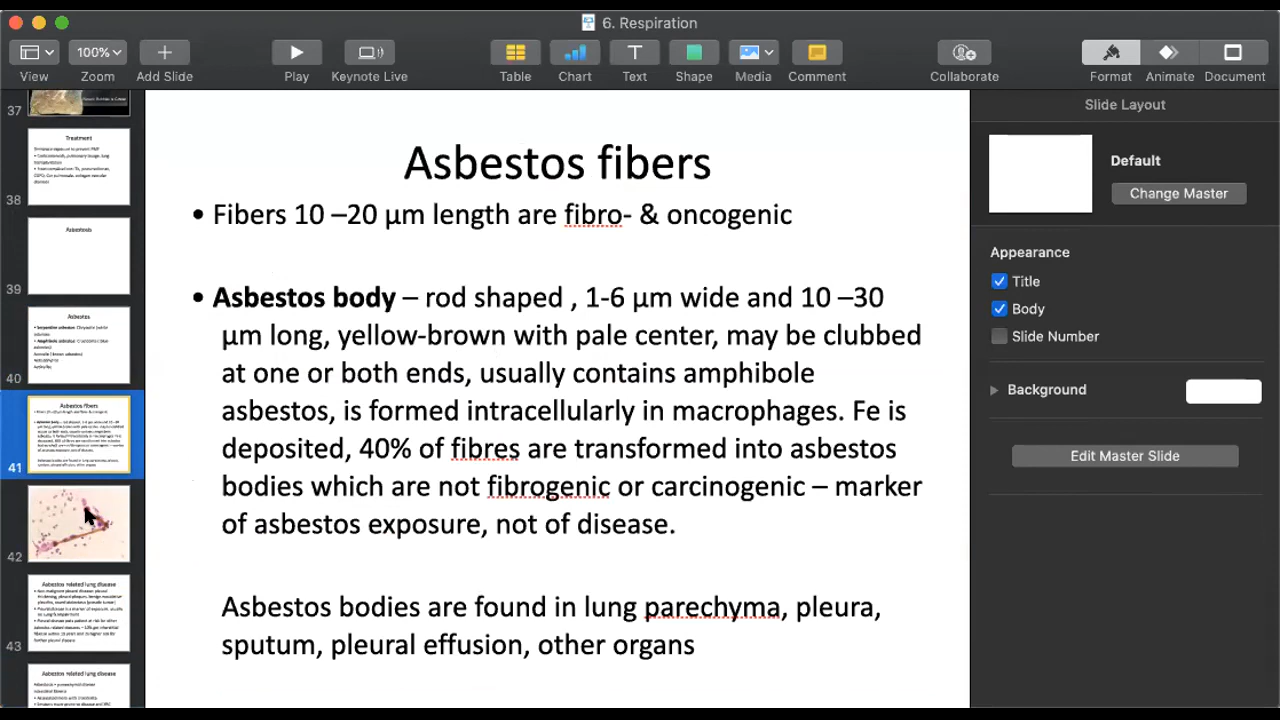 6. Respiration
100%
View
Zoom
Add Slide
Play
Keynote Live
Table
Chart
Text
Shape
Media
Comment
Collaborate
Format
Animate
Document
37
Treatment
38
Asbestosis
39
Asbestos
40
Asbestos fibers
41
42
Asbestos related lung disease
43
Asbestos related lung disease
Asbestos fibers
• Fibers 10 –20 µm length are fibro- & oncogenic
• Asbestos body – rod shaped , 1-6 µm wide and 10 –30
µm long, yellow-brown with pale center, may be clubbed
at one or both ends, usually contains amphibole
asbestos, is formed intracellularly in macrophages. Fe is
deposited, 40% of fibres are transformed into asbestos
bodies which are not fibrogenic or carcinogenic – marker
of asbestos exposure, not of disease.
Asbestos bodies are found in lung parechyma, pleura,
sputum, pleural effusion, other organs
Slide Layout
Default
Change Master
Appearance
Title
Body
Slide Number
Background
Edit Master Slide